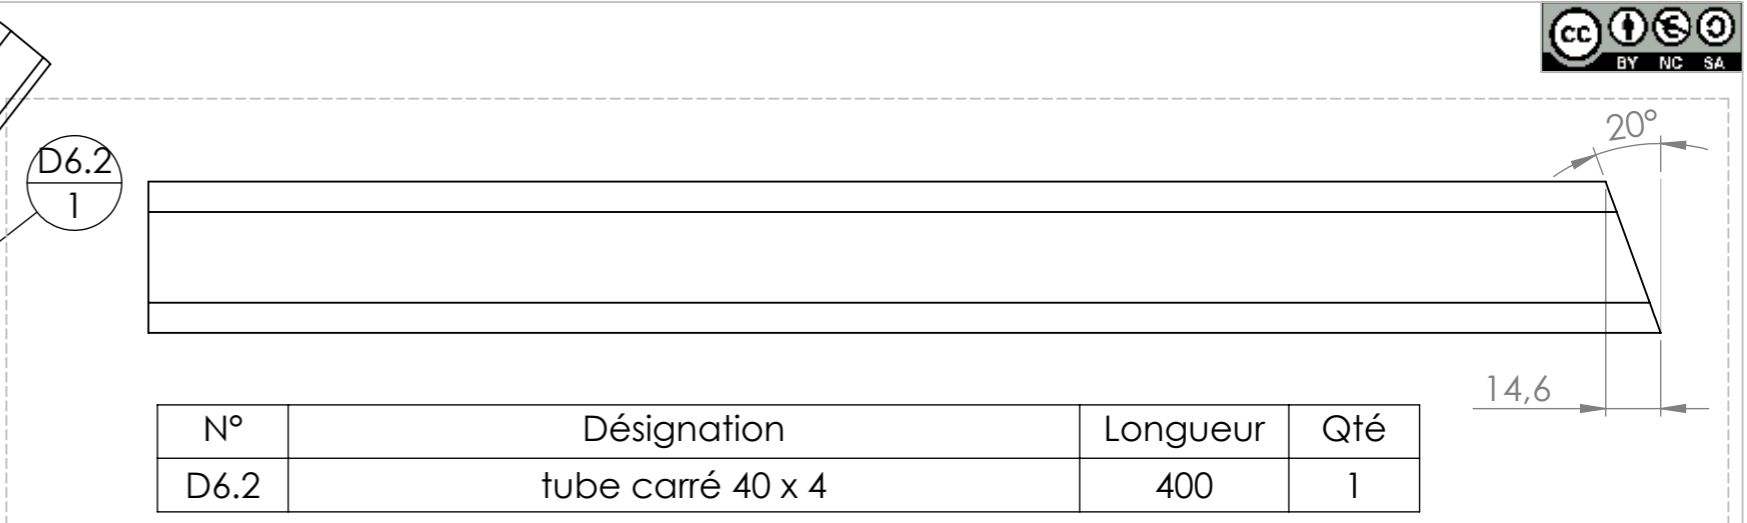 cc
BY NC SA
20°
D6.2
1
14,6
N° Désignation Longueur Qté
D6.2 tube carré 40 x 4 400 1